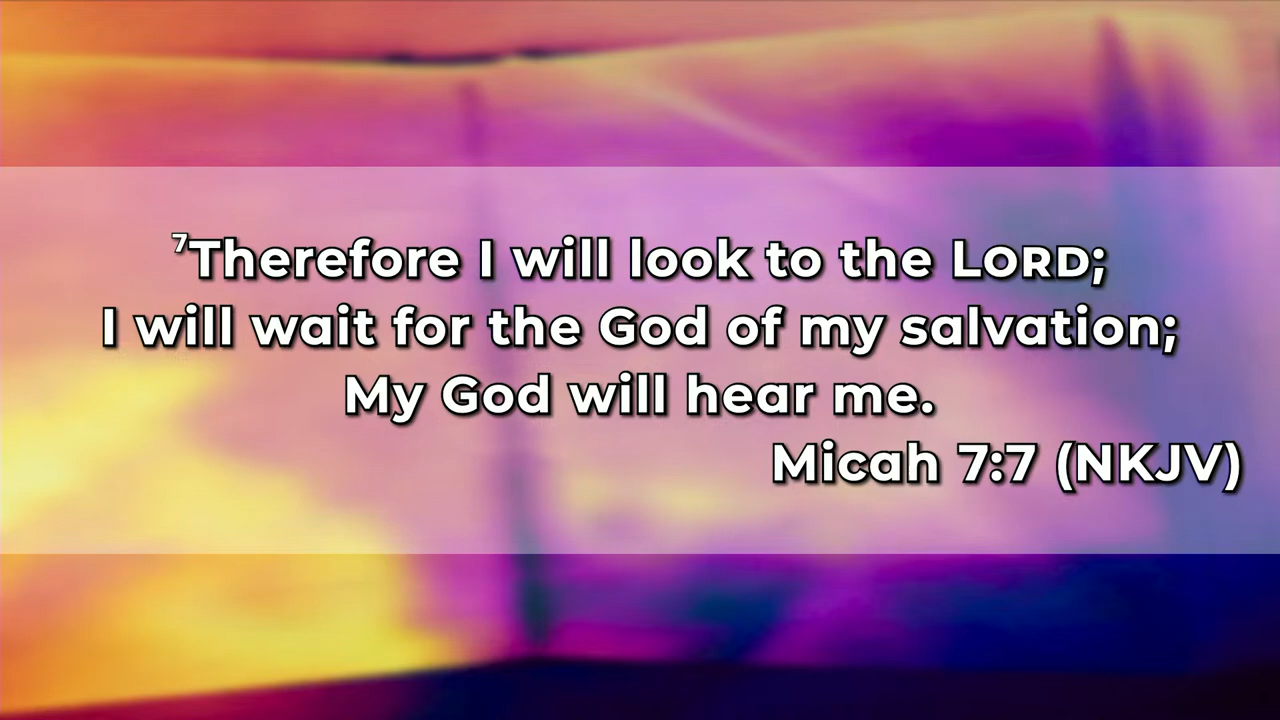 ⁷Therefore I will look to the LORD;
I will wait for the God of my salvation;
My God will hear me.
Micah 7:7 (NKJV)